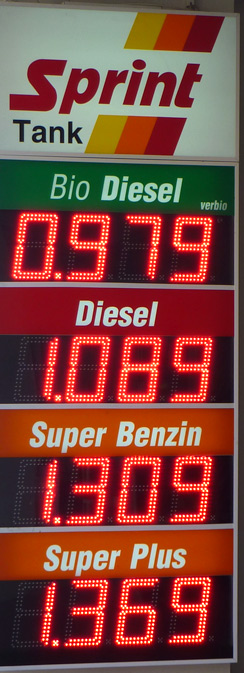 Sprint
Tank
Bio Diesel
verbio
0.979
Diesel
1.089
Super Benzin
1.309
Super Plus
1.369